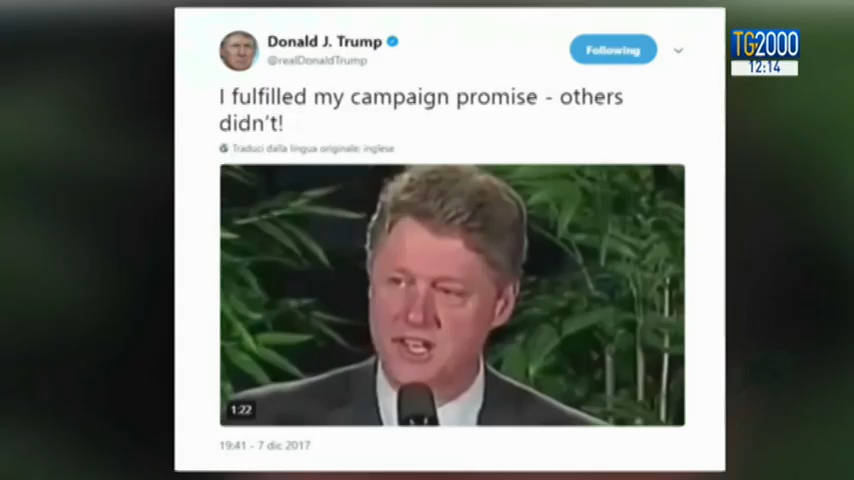 Donald J. Trump
@realDonaldTrump
Following
TG2000
12:14
I fulfilled my campaign promise - others
didn't!
Traduci dalla lingua originale: inglese
1:22
19:41 - 7 dic 2017